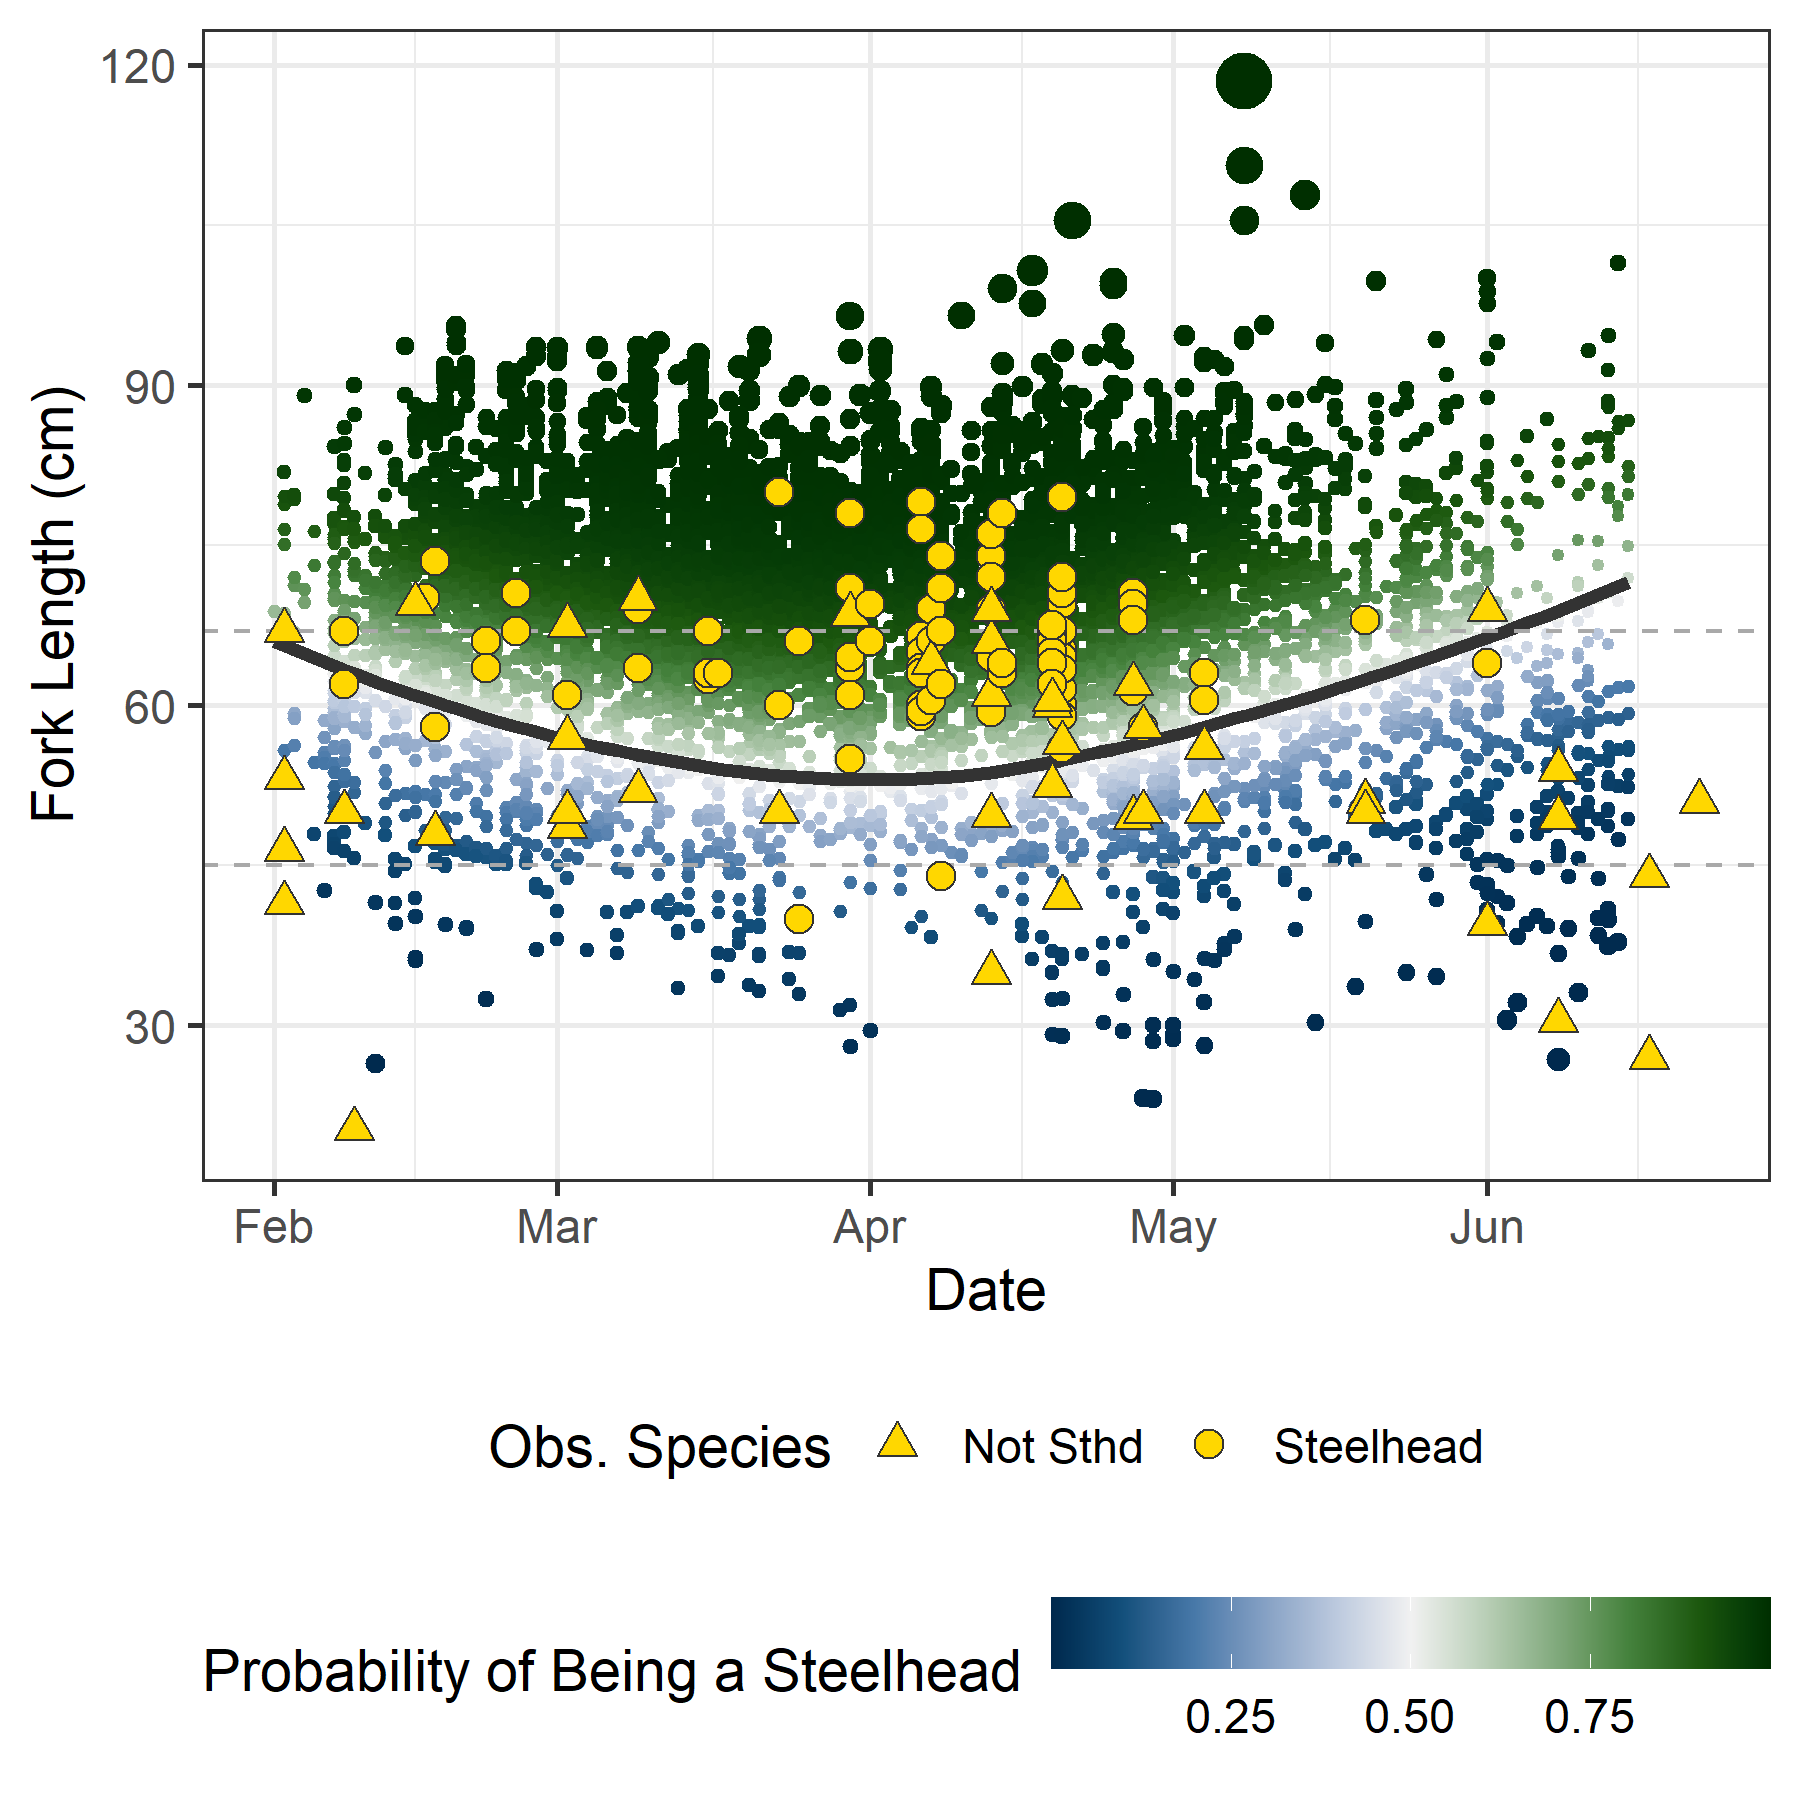 120
90
60
30
Fork Length (cm)
Feb Mar Apr May Jun
Date
Obs. Species Not Sthd Steelhead
Probability of Being a Steelhead
0.25 0.50 0.75